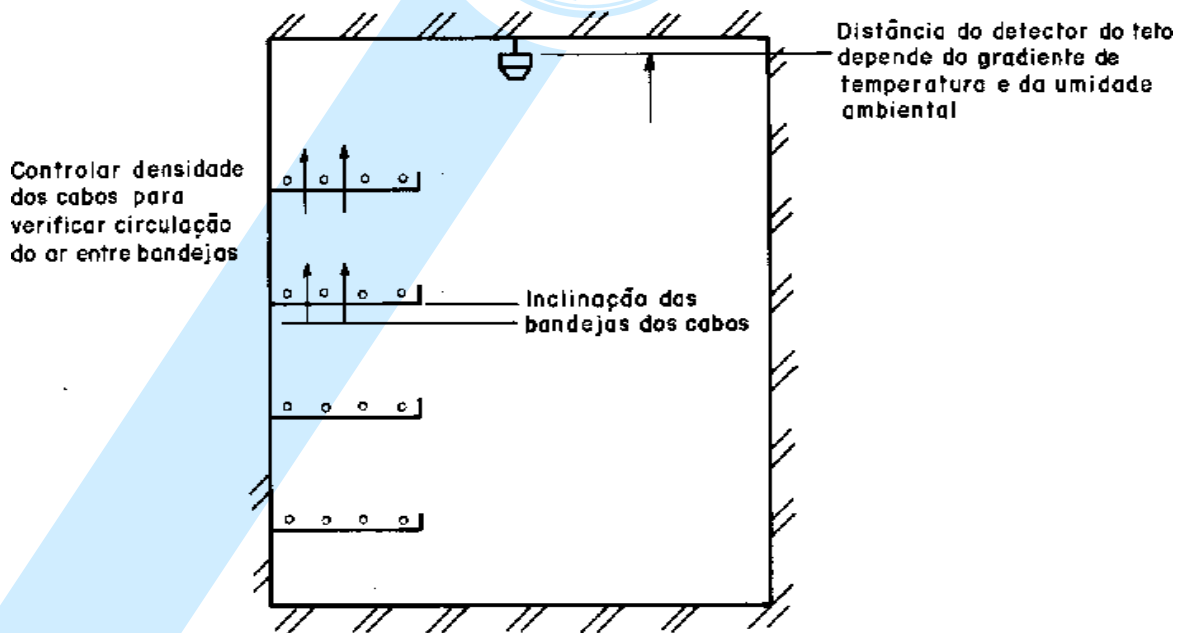 Distância do detector do teto
depende do gradiente de
temperatura e da umidade
ambiental
Controlar densidade
dos cabos para
verificar circulação
do ar entre bandejas
Inclinação das
bandejas dos cabos